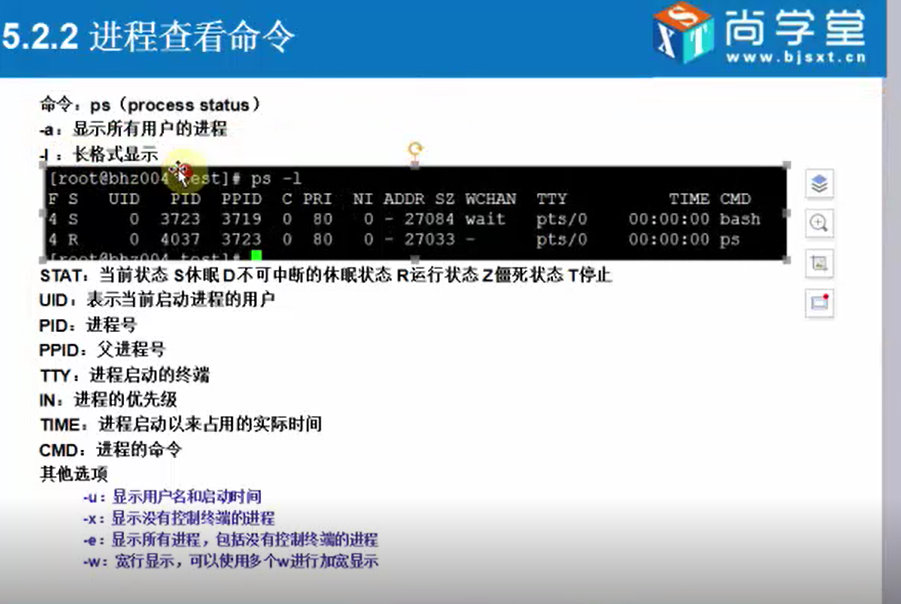 5.2.2 进程查看命令
尚学堂
www.bjsxt.cn
命令：ps（process status）
-a：显示所有用户的进程
-l：长格式显示
[root@bhz004 test]# ps -l
F S UID PID PPID C PRI NI ADDR SZ WCHAN TTY TIME CMD
4 S 0 3723 3719 0 80 0 - 27084 wait pts/0 00:00:00 bash
4 R 0 4037 3723 0 80 0 - 27033 - pts/0 00:00:00 ps
[root@bhz004 test]#
STAT：当前状态 S休眠 D不可中断的休眠状态 R运行状态 Z僵死状态 T停止
UID：表示当前启动进程的用户
PID：进程号
PPID：父进程号
TTY：进程启动的终端
IN：进程的优先级
TIME：进程启动以来占用的实际时间
CMD：进程的命令
其他选项
-u：显示用户名和启动时间
-x：显示没有控制终端的进程
-e：显示所有进程，包括没有控制终端的进程
-w：宽行显示，可以使用多个w进行加宽显示